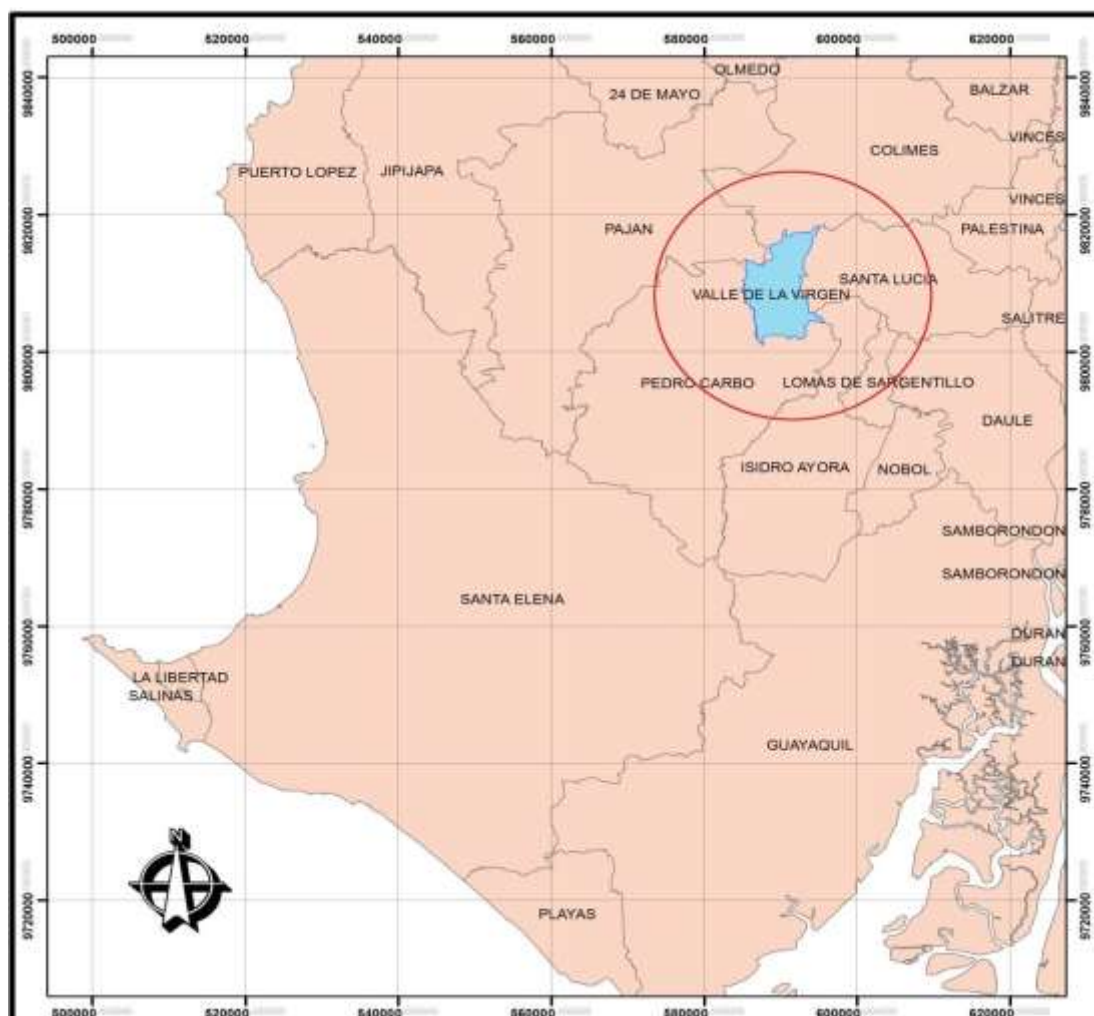 500000 520000 540000 560000 580000 600000 620000
OLMEDO
9840000 9840000
24 DE MAYO
BALZAR
VINCES
COLIMES
PUERTO LOPEZ
JIPIJAPA
VINCES
9820000 9820000
PAJAN
PALESTINA
SANTA LUCIA
VALLE DE LA VIRGEN
SALITRE
9800000 9800000
PEDRO CARBO
LOMAS DE SARGENTILLO
DAULE
ISIDRO AYORA
NOBOL
9780000 9780000
SAMBORONDON
SAMBORONDON
SANTA ELENA
9760000 9760000
DURAN
DURAN
LA LIBERTAD
SALINAS
GUAYAQUIL
9740000 9740000
N
9720000 9720000
PLAYAS
500000 520000 540000 560000 580000 600000 620000